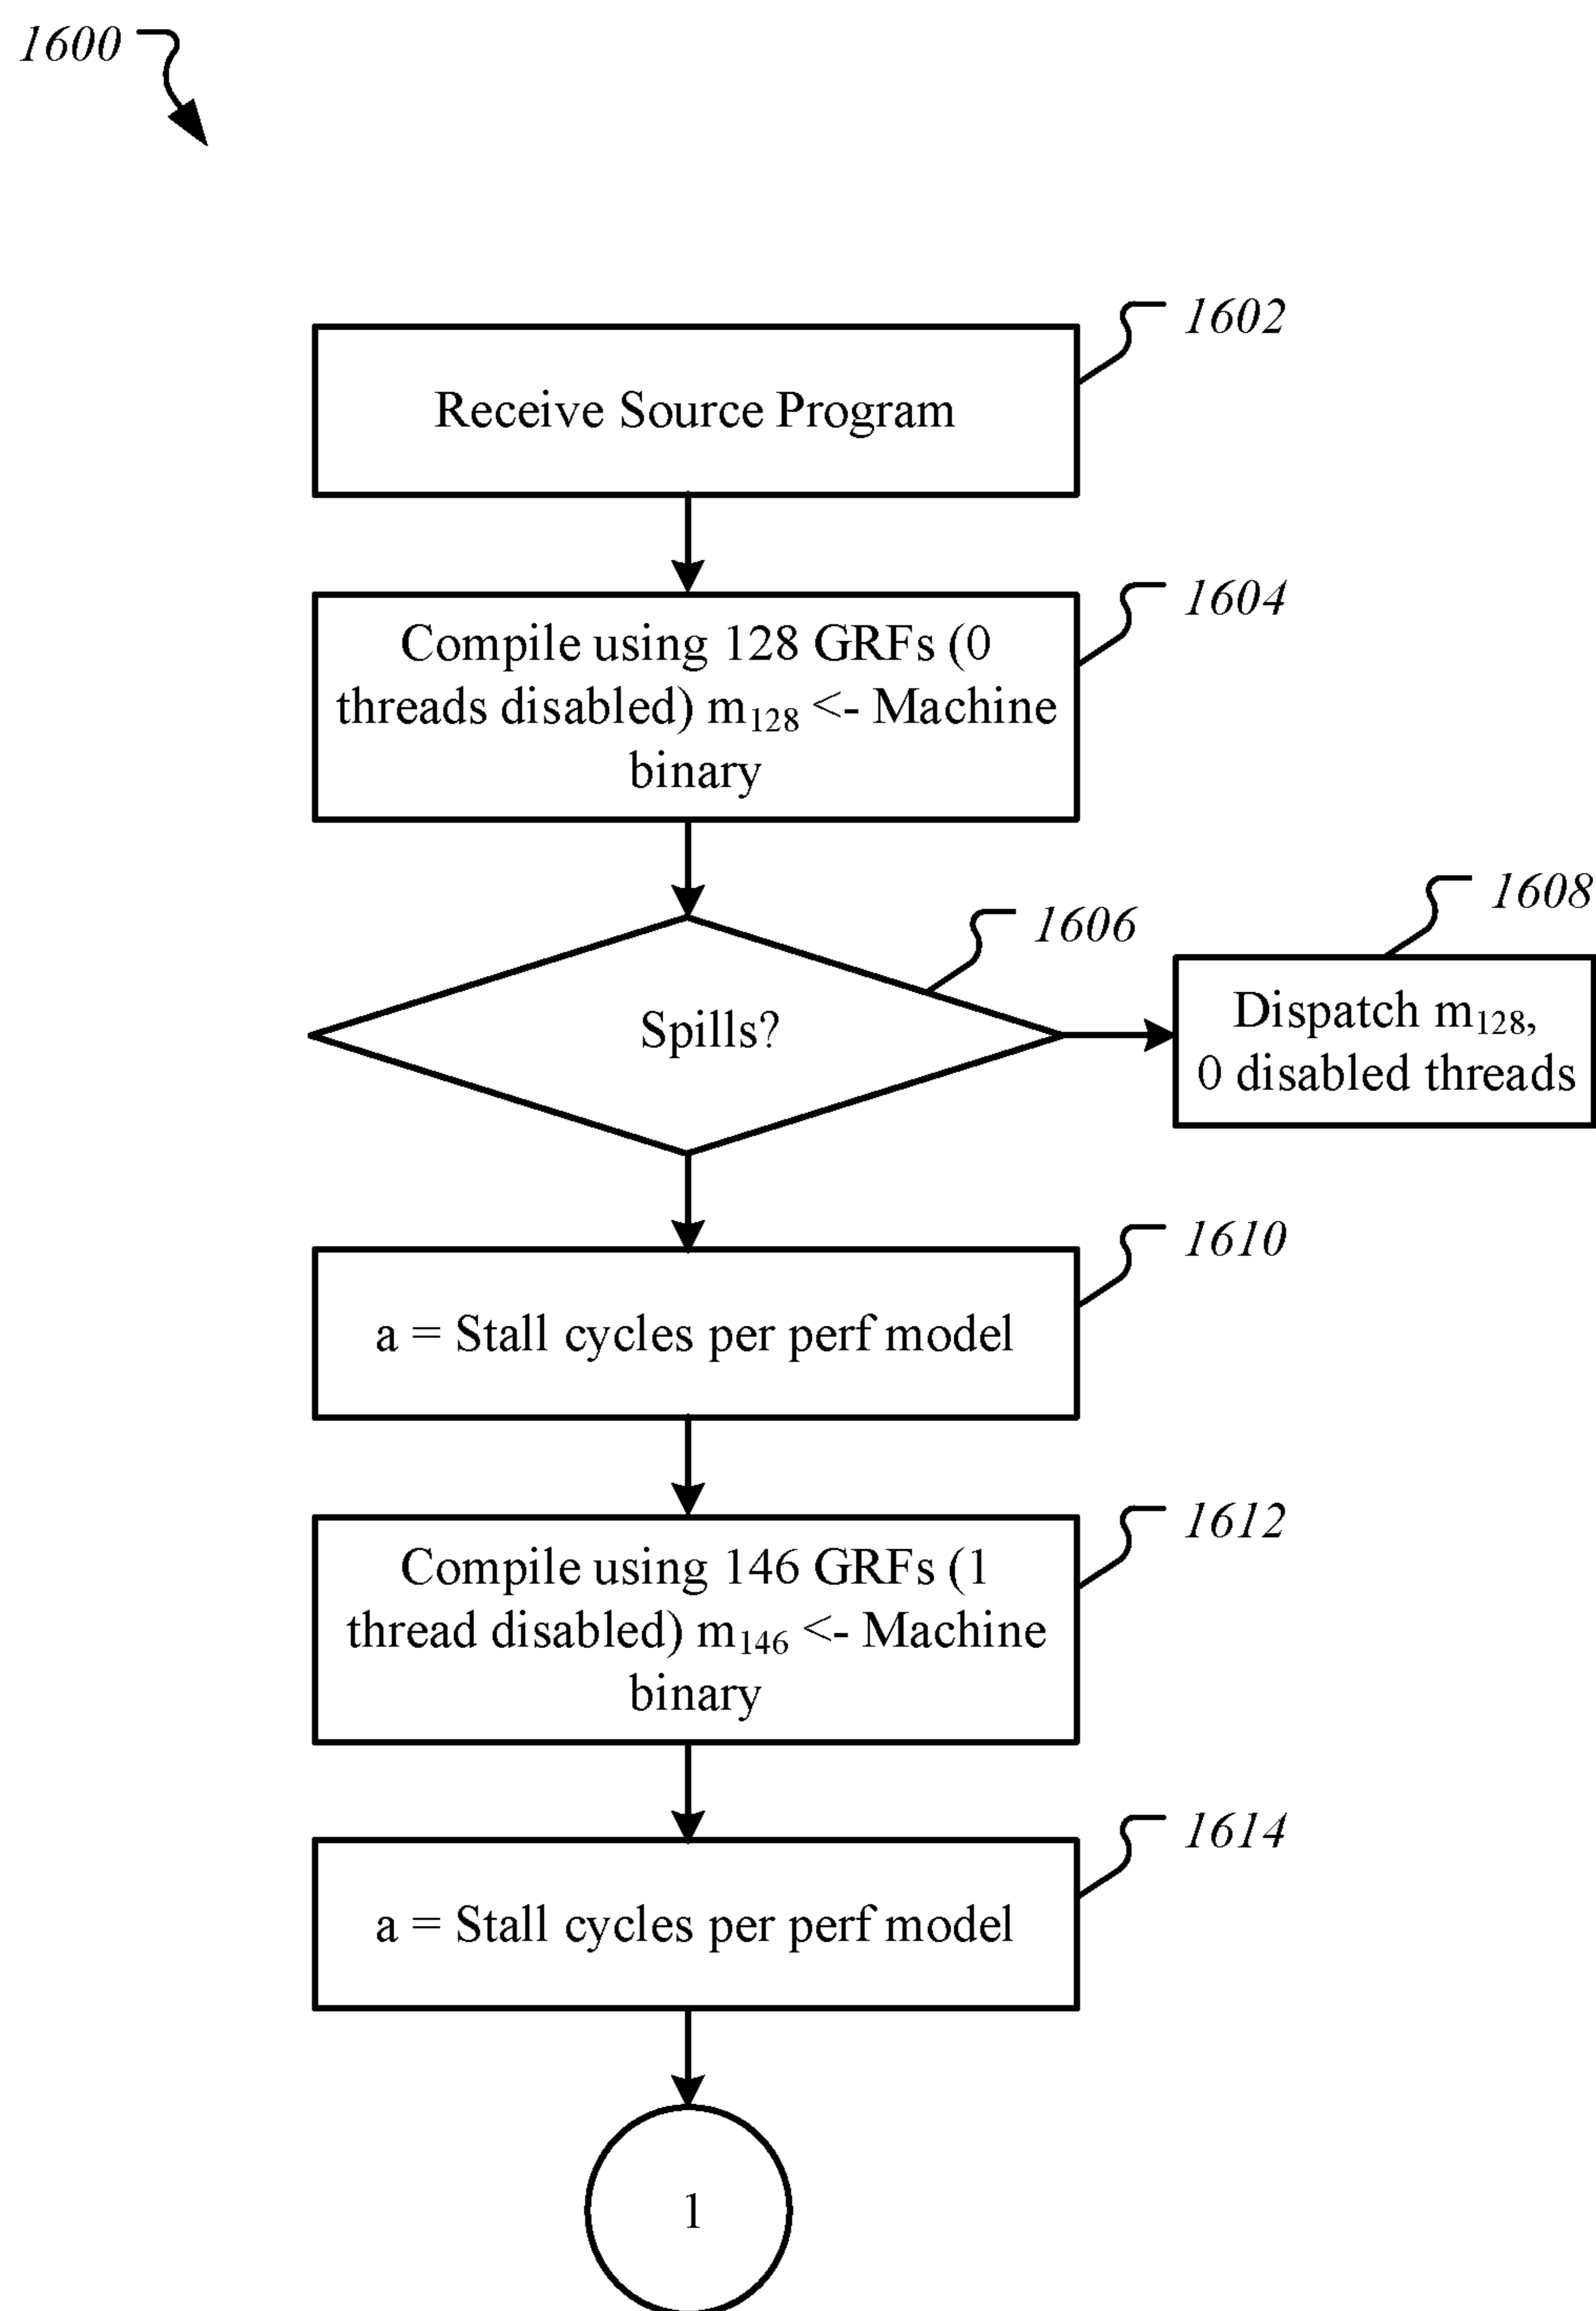 1600
1602
Receive Source Program
1604
Compile using 128 GRFs (0
threads disabled) m₁₂₈ <- Machine
binary
1606
Spills?
1608
Dispatch m₁₂₈,
0 disabled threads
1610
a = Stall cycles per perf model
1612
Compile using 146 GRFs (1
thread disabled) m₁₄₆ <- Machine
binary
1614
a = Stall cycles per perf model
1